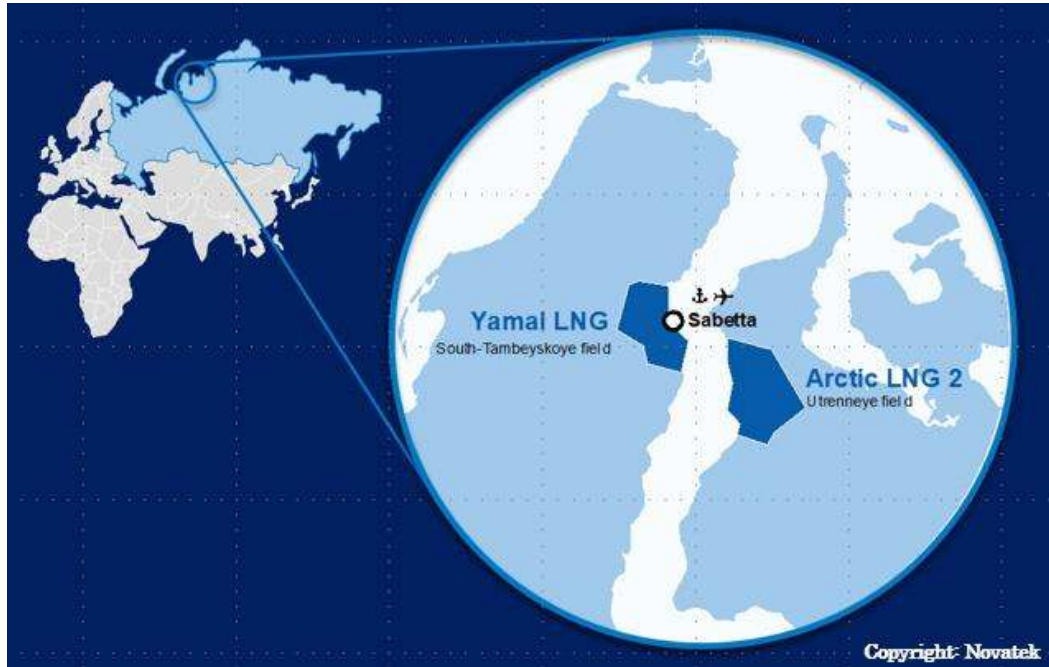 Yamal LNG
South-Tambeyskoye field
Sabetta
Arctic LNG 2
Utrenneye field
Copyright: Novatek